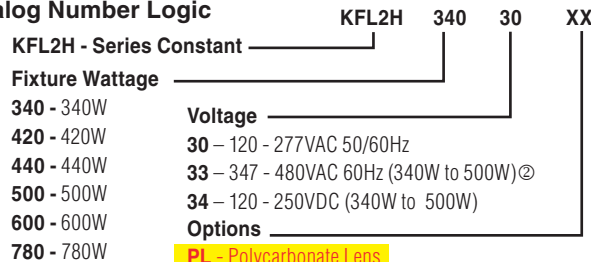 alog Number Logic
KFL2H 340 30 XX
KFL2H - Series Constant
Fixture Wattage
340 - 340W
420 - 420W
440 - 440W
500 - 500W
600 - 600W
780 - 780W
Voltage
30 – 120 - 277VAC 50/60Hz
33 – 347 - 480VAC 60Hz (340W to 500W)②
34 – 120 - 250VDC (340W to 500W)
Options
PL - Polycarbonate Lens